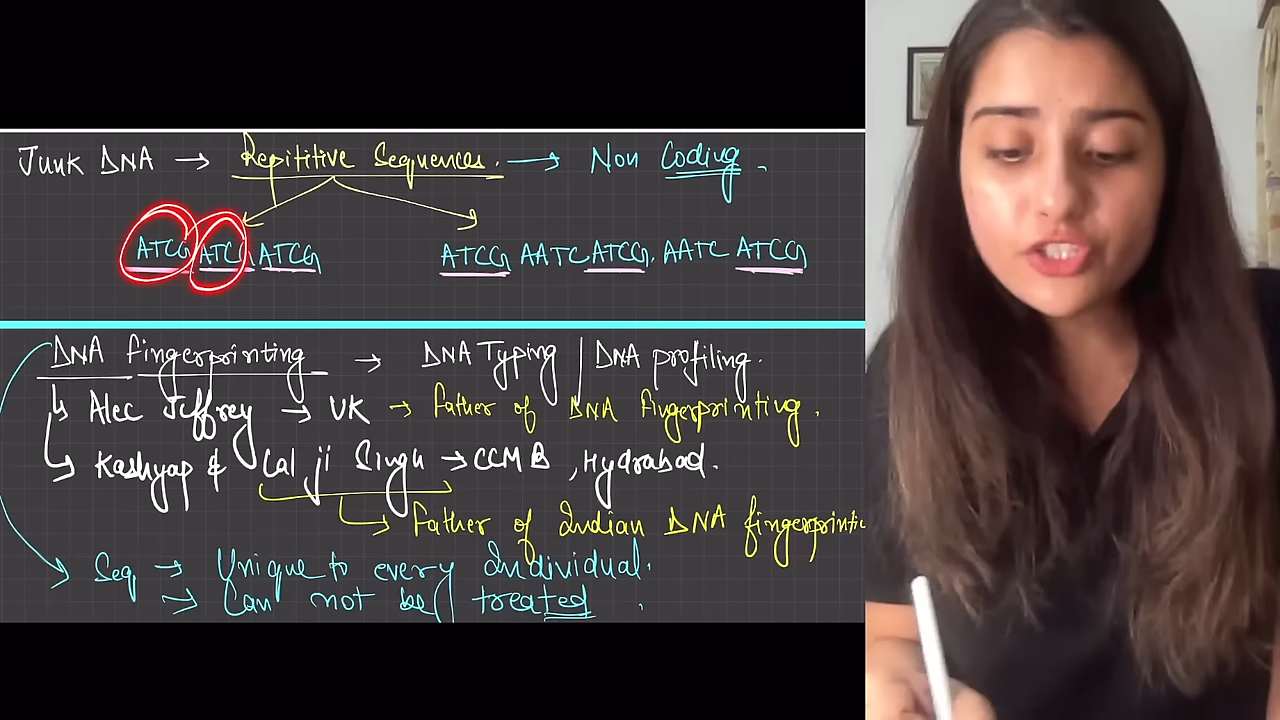 Junk DNA → Repititive Sequences. → Non Coding.
ATCG ATCG ATCG ATCG AATC ATCG. AATC ATCG
DNA fingerprinting → DNA Typing | DNA profiling.
Alec Jeffrey → UK → father of DNA fingerprinting.
Kashyap & Lal ji Singh → CCMB, Hydrabad.
Father of Indian DNA fingerprintin
Seq → Unique to every Individual.
→ Can not be treated.